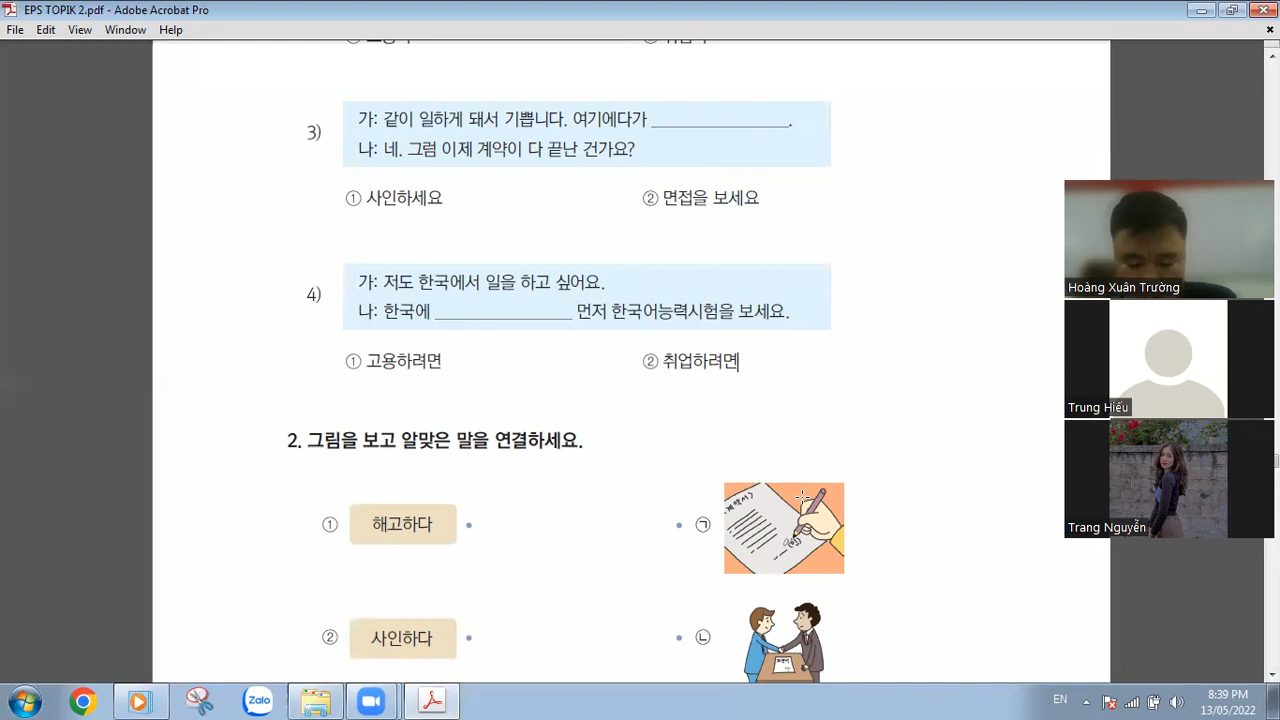 EPS TOPIK 2.pdf - Adobe Acrobat Pro
File Edit View Window Help
3)
가: 같이 일하게 돼서 기쁩니다. 여기에다가 _______________.
나: 네. 그럼 이제 계약이 다 끝난 건가요?
① 사인하세요 ② 면접을 보세요
4)
가: 저도 한국에서 일을 하고 싶어요.
나: 한국에 _______________ 먼저 한국어능력시험을 보세요.
① 고용하려면 ② 취업하려면
2. 그림을 보고 알맞은 말을 연결하세요.
① 해고하다 ㉠
② 사인하다 ㉡
Hoàng Xuân Trường
Trung Hiếu
Trang Nguyễn
Zalo
EN
8:39 PM
13/05/2022